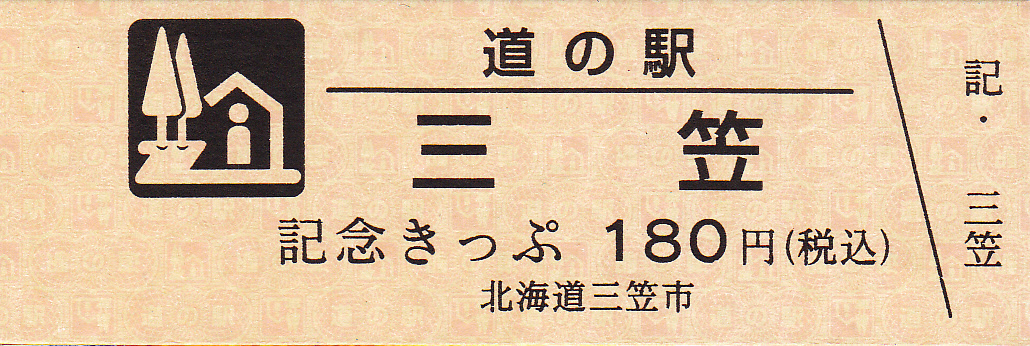 道の駅
三笠
記念きっぷ 180円(税込)
北海道三笠市
記・三笠